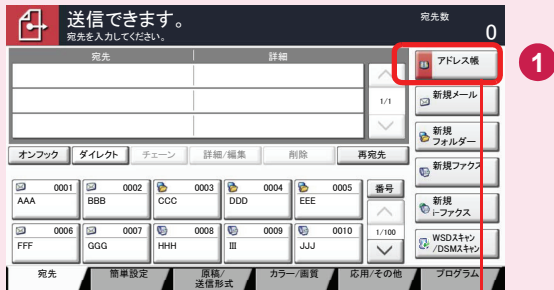 送信できます。
宛先を入力してください。
宛先数
0
宛先 詳細
1/1
アドレス帳
1
新規メール
新規
フォルダー
新規ファクス
新規
i-ファクス
WSDスキャン
/DSMスキャン
オンフック ダイレクト チェーン 詳細/編集 削除 再宛先
0001 0002 0003 0004 0005 番号
AAA BBB CCC DDD EEE
0006 0007 0008 0009 0010 1/100
FFF GGG HHH III JJJ
宛先 簡単設定 原稿/
送信形式 カラー/画質 応用/その他 プログラム